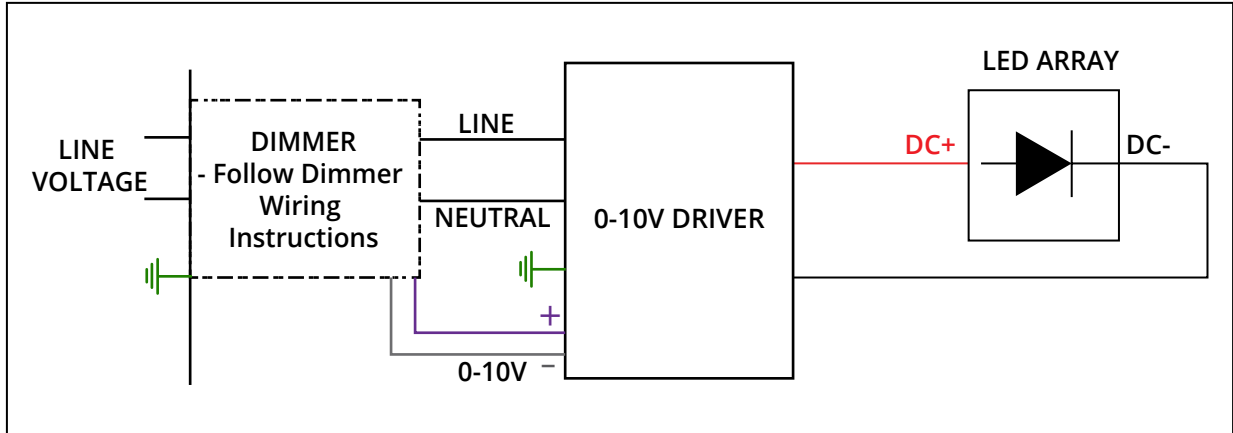 LINE
VOLTAGE
DIMMER
- Follow Dimmer
Wiring
Instructions
LINE
NEUTRAL
+
0-10V -
0-10V DRIVER
LED ARRAY
DC+
DC-